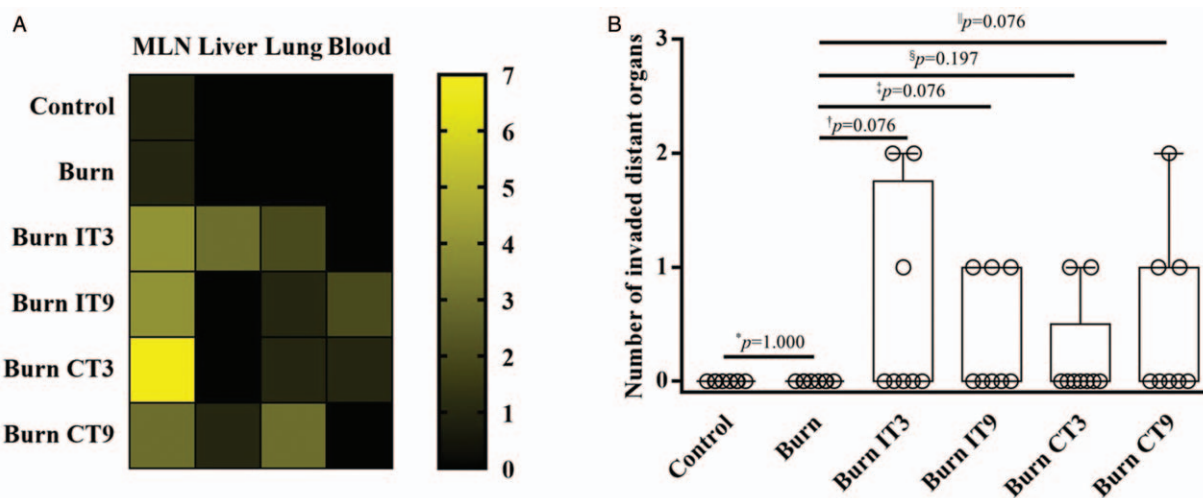 A
MLN Liver Lung Blood
Control
Burn
Burn IT3
Burn IT9
Burn CT3
Burn CT9
7
6
5
4
3
2
1
0
B
Number of invaded distant organs
3
2
1
0
||p=0.076
§p=0.197
‡p=0.076
†p=0.076
*p=1.000
Control
Burn
Burn IT3
Burn IT9
Burn CT3
Burn CT9